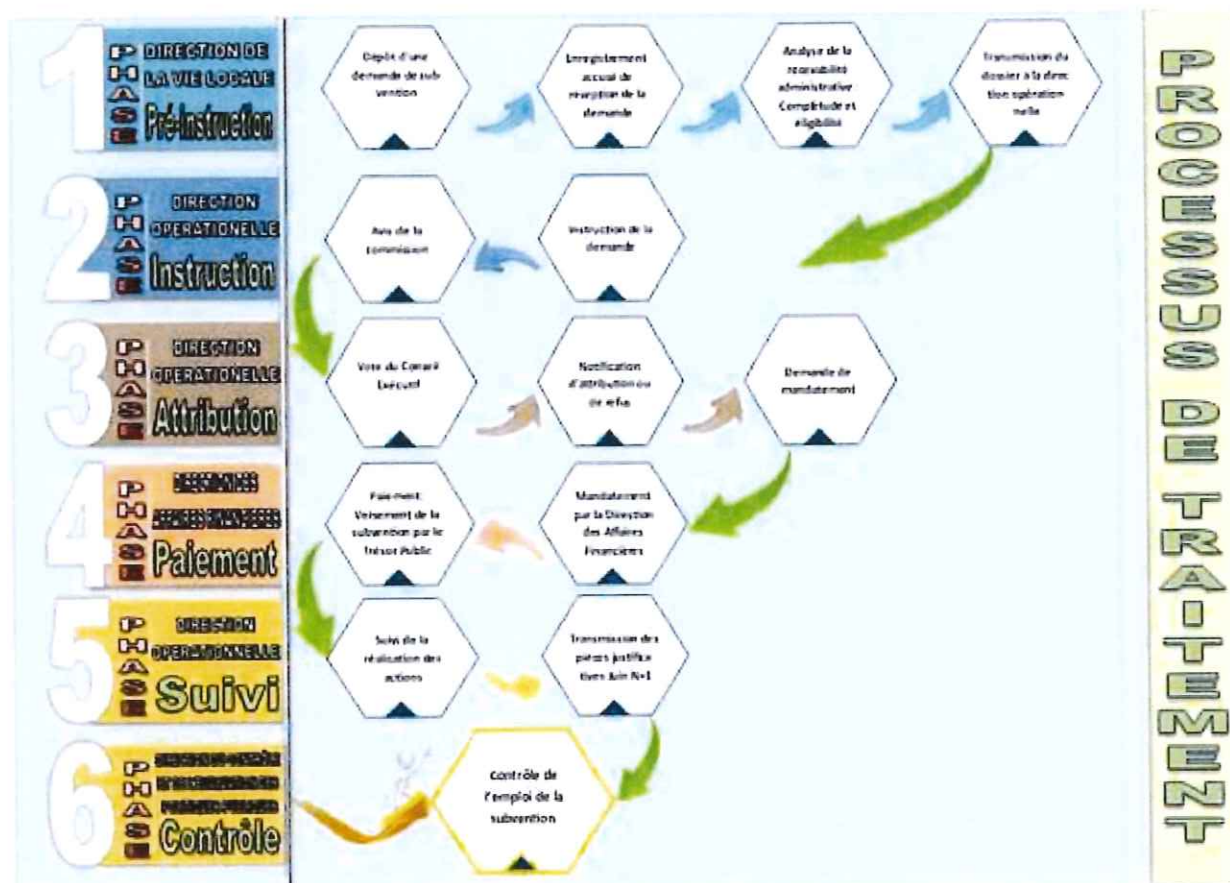 1
PHASE
DIRECTION DE
LA VIE LOCALE
Pré-Instruction
Dépôt d'une
demande de sub
vention
Enregistrement
accusé de
réception de la
demande
Analyse de la
recevabilité
administrative :
Complétude et
éligibilité
Transmission du
dossier à la direc
tion opération
nelle
2
PHASE
DIRECTION
OPERATIONELLE
Instruction
Avis de la
commission
Instruction de la
demande
3
PHASE
DIRECTION
OPERATIONELLE
Attribution
Vote du Conseil
Exécutif
Notification
d'attribution ou
de refus
Demande de
mandatement
4
PHASE
DIRECTION DES
AFFAIRES FINANCIERES
Paiement
Paiement
Versement de la
subvention par le
Trésor Public
Mandatement
par la Direction
des Affaires
Financières
5
PHASE
DIRECTION
OPERATIONNELLE
Suivi
Suivi de la
réalisation des
actions
Transmission des
pièces justifica
tives Juin N+1
6
PHASE
Contrôle
Contrôle de
l'emploi de la
subvention
PROCESSUS DE TRAITEMENT